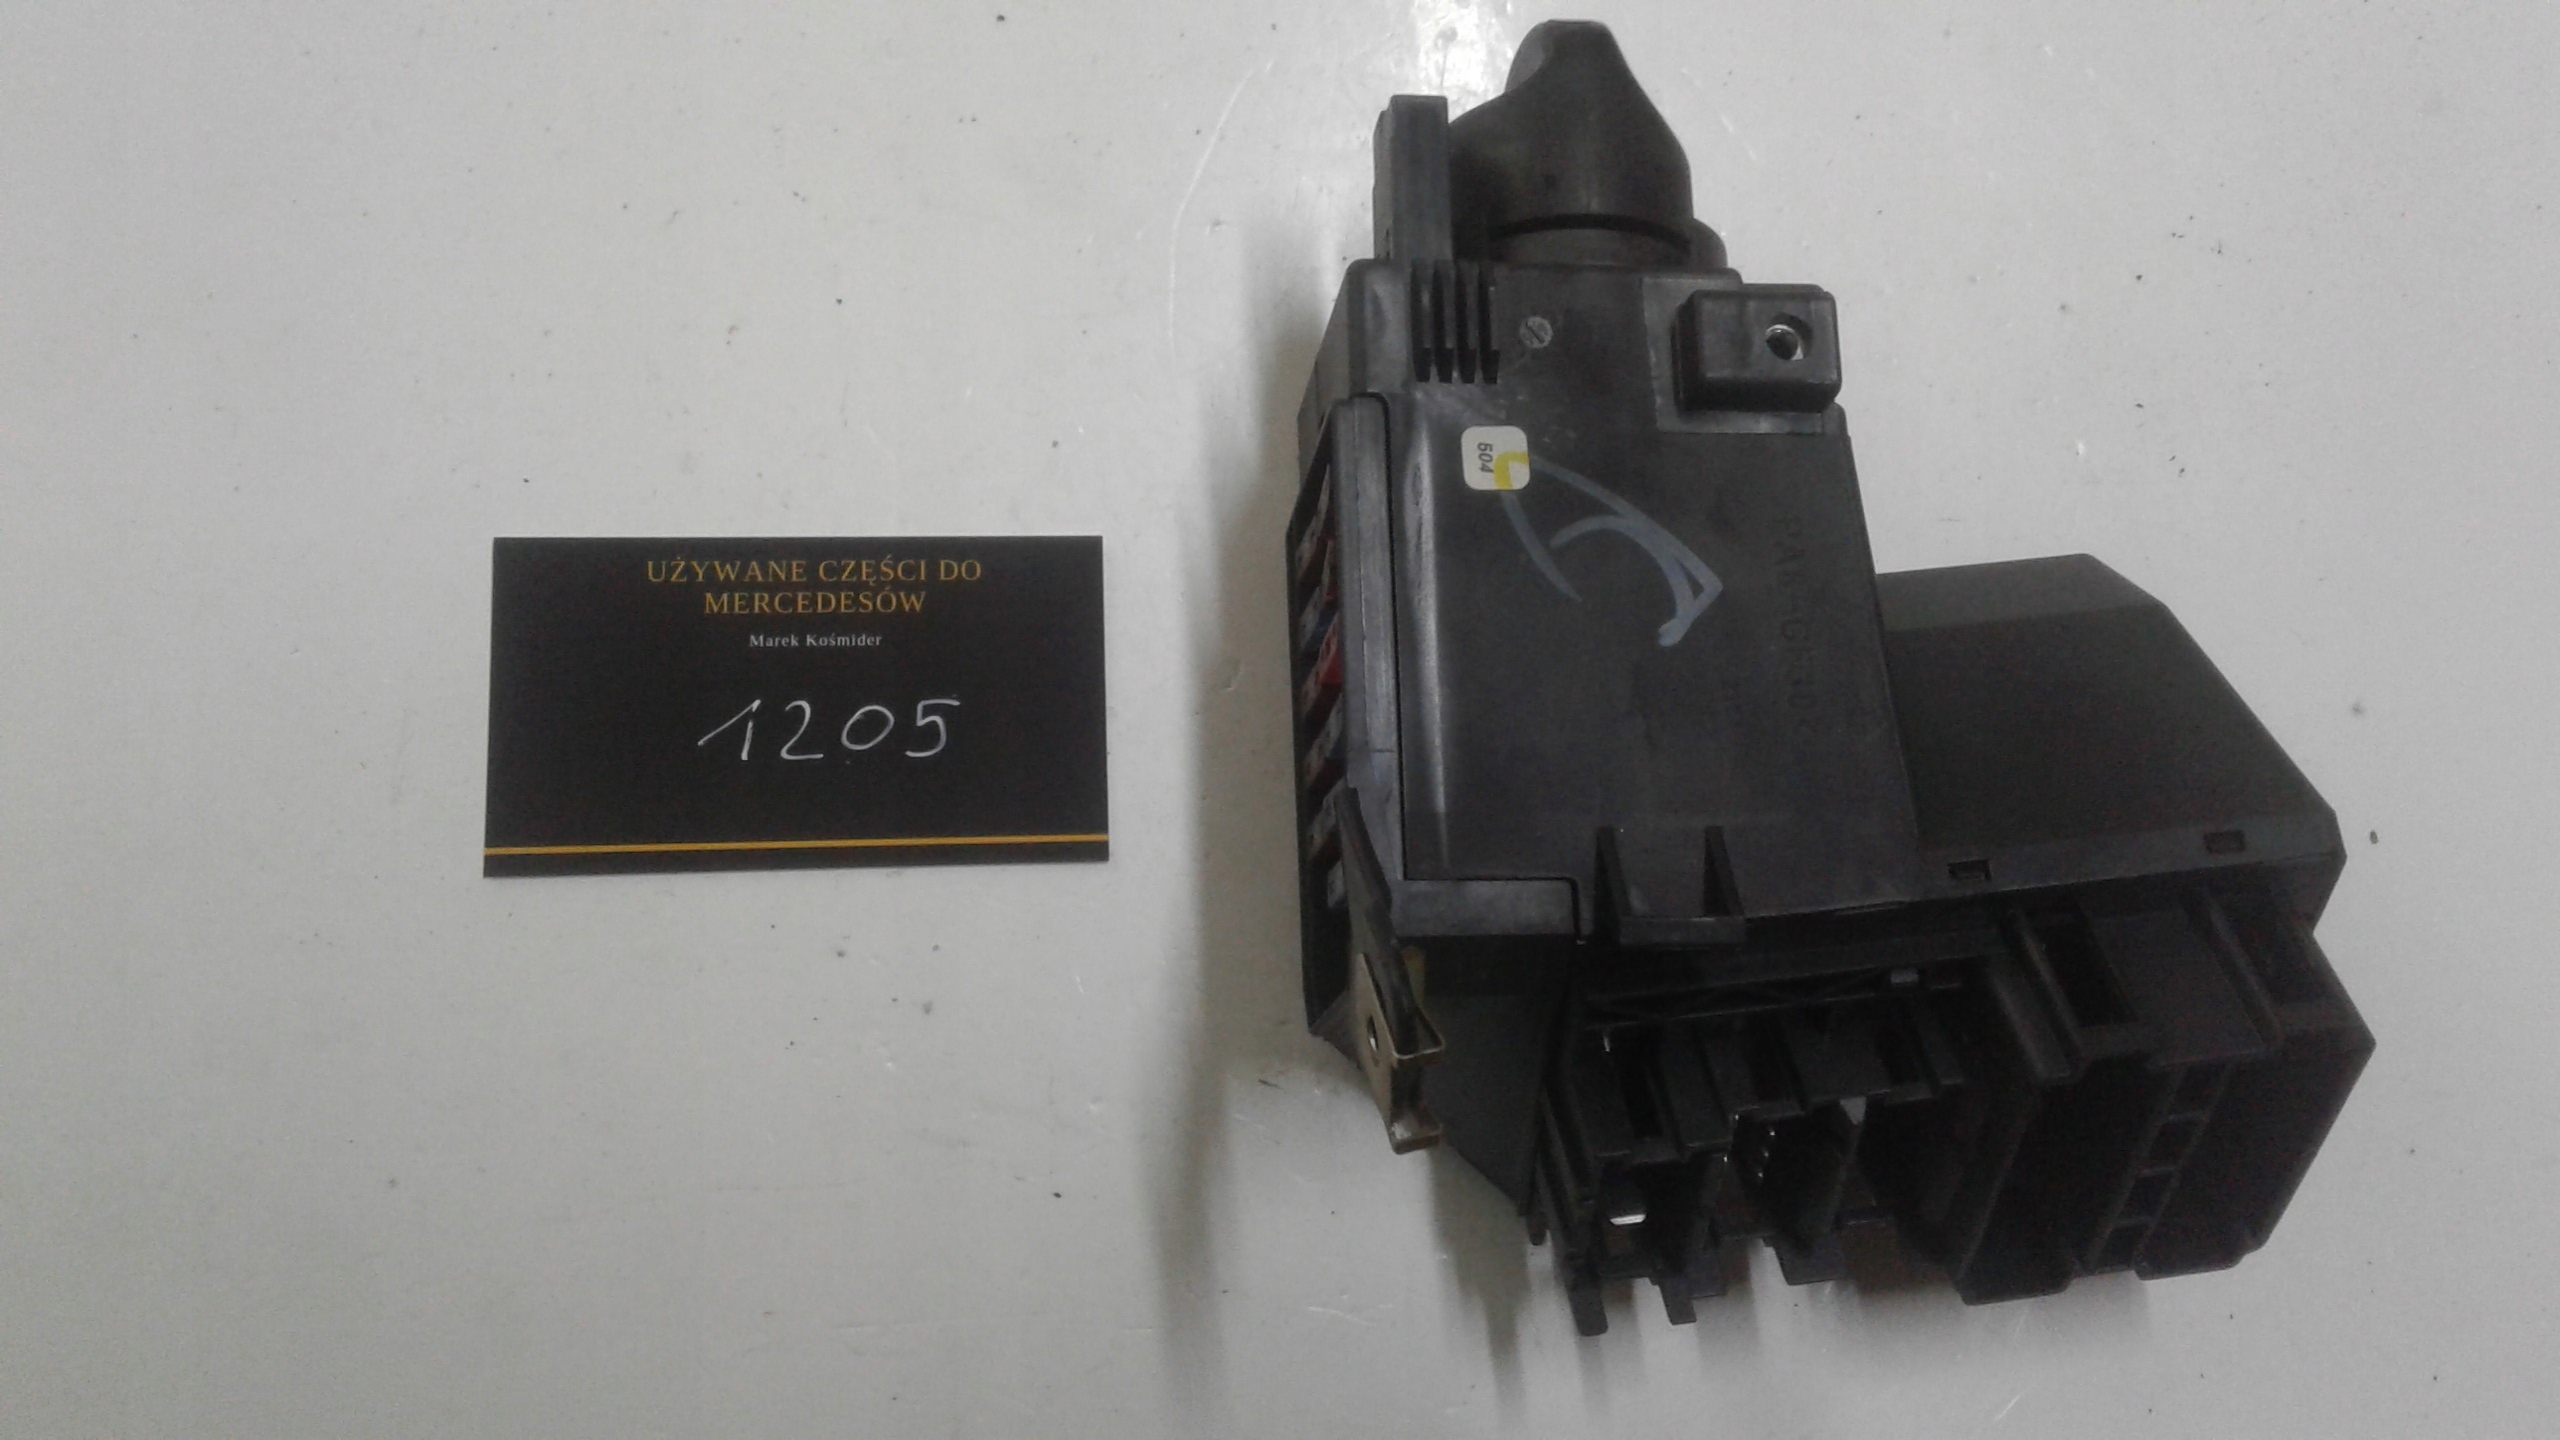 UŻYWANE CZĘŚCI DO
MERCEDESÓW
Marek Kośmider
1205
504